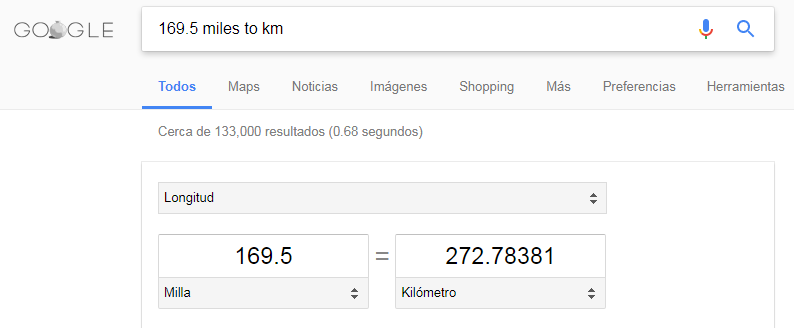 GOOGLE
169.5 miles to km
Todos Maps Noticias Imágenes Shopping Más Preferencias Herramientas
Cerca de 133,000 resultados (0.68 segundos)
Longitud
169.5 = 272.78381
Milla Kilómetro